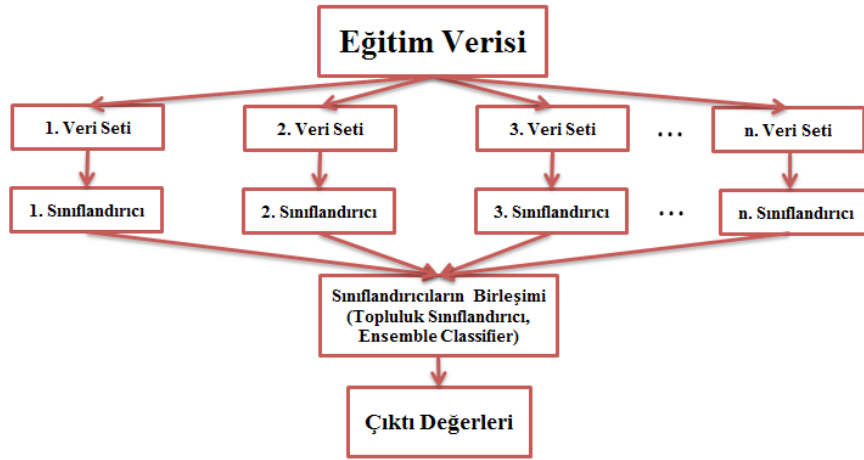 Eğitim Verisi
1. Veri Seti
2. Veri Seti
3. Veri Seti
...
n. Veri Seti
1. Sınıflandırıcı
2. Sınıflandırıcı
3. Sınıflandırıcı
...
n. Sınıflandırıcı
Sınıflandırıcıların Birleşimi
(Topluluk Sınıflandırıcı,
Ensemble Classifier)
Çıktı Değerleri